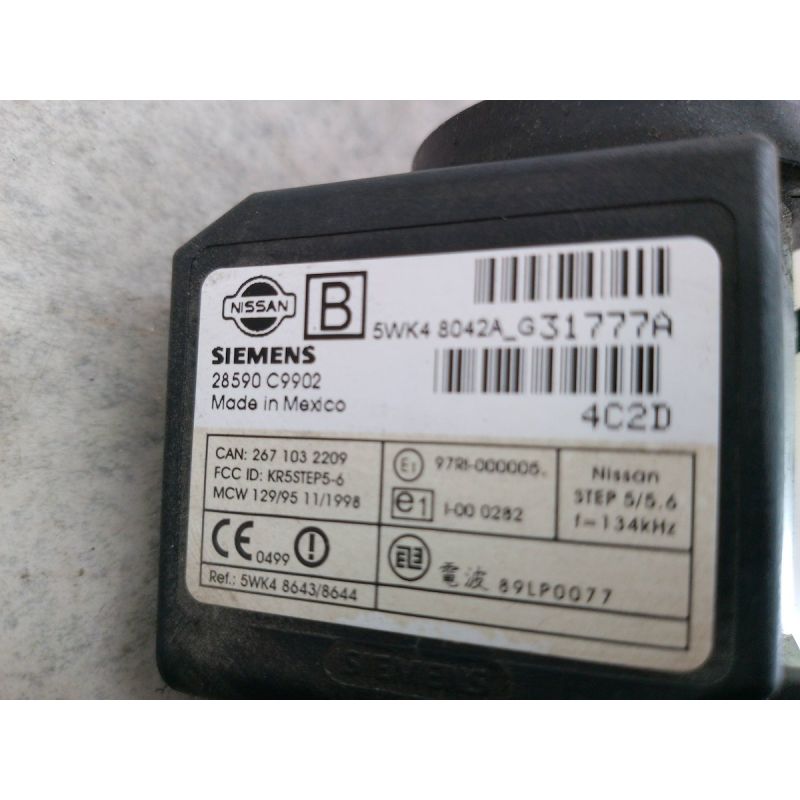 NISSAN
B
5WK4 8042A_G31777A
SIEMENS
28590 C9902
Made in Mexico
4C2D
CAN: 267 103 2209
FCC ID: KR5STEP5-6
MCW 129/95 11/1998
E1
97RI-000005.
e1
I-00 0282
Nissan
STEP 5/5.6
f=134kHz
CE 0499
Ref.: 5WK4 8643/8644
電波 89LP0077
SIEMENS